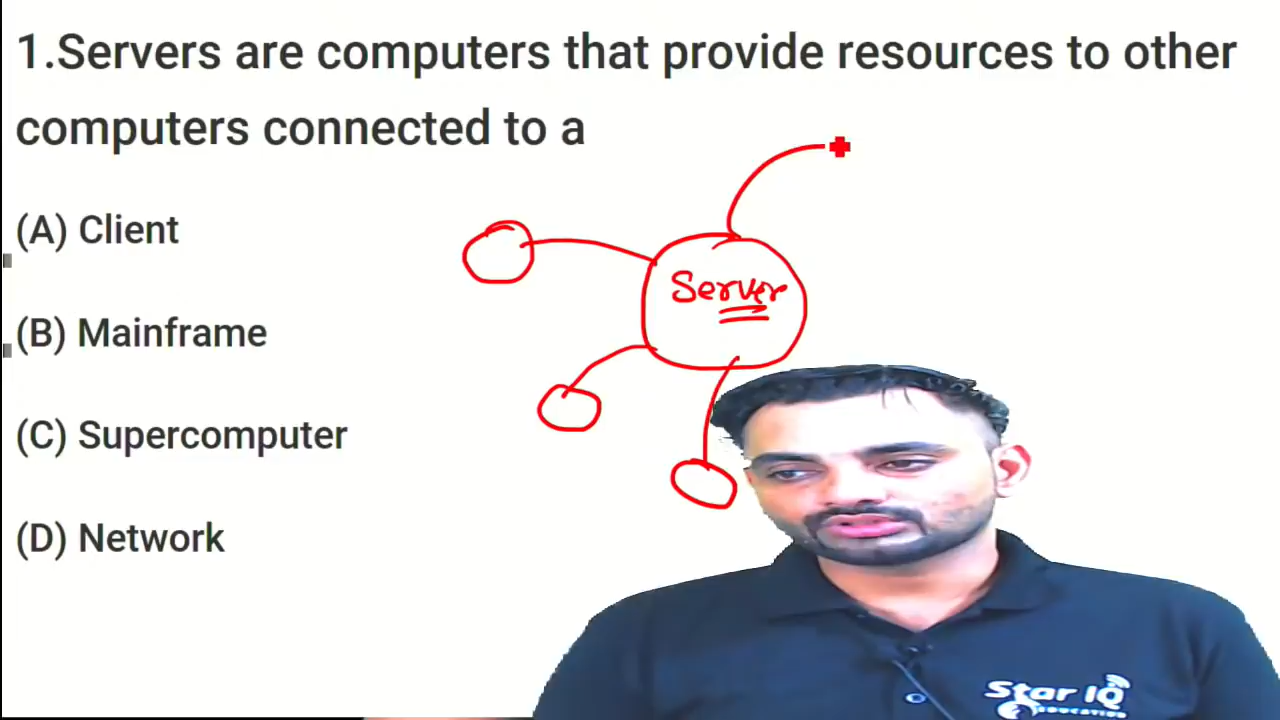 1.Servers are computers that provide resources to other
computers connected to a
(A) Client
Server
(B) Mainframe
(C) Supercomputer
(D) Network
Star IQ
EDUCATION